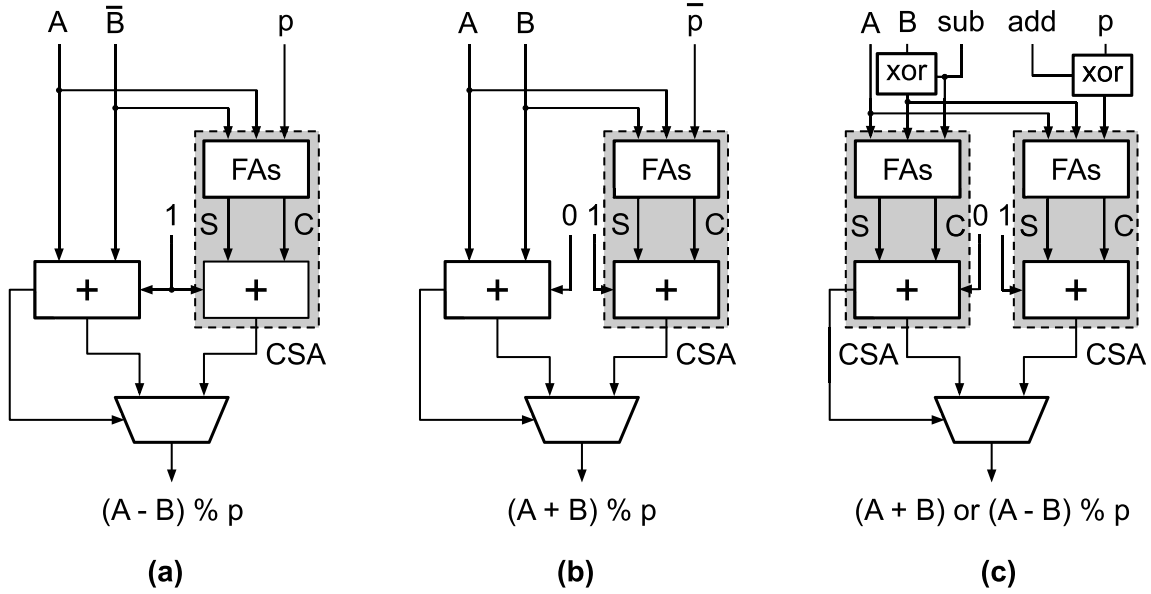 A B̅ p
FAs
1 S C
+ +
CSA
(A - B) % p
(a)
A B p̅
FAs
0 1 S C
+ +
CSA
(A + B) % p
(b)
A B sub add p
xor xor
FAs FAs
S C 0 1 S C
+ +
CSA CSA
(A + B) or (A - B) % p
(c)